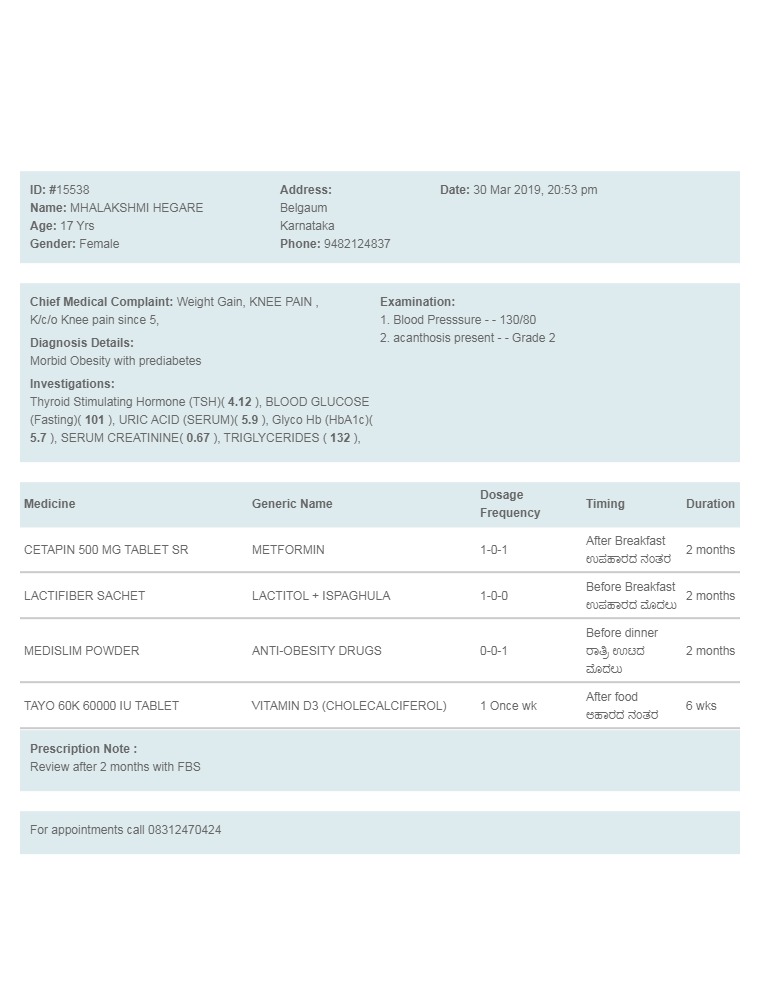 ID: #15538
Name: MHALAKSHMI HEGARE
Age: 17 Yrs
Gender: Female
Address:
Belgaum
Karnataka
Phone: 9482124837
Date: 30 Mar 2019, 20:53 pm
Chief Medical Complaint: Weight Gain, KNEE PAIN ,
K/c/o Knee pain since 5,
Diagnosis Details:
Morbid Obesity with prediabetes
Investigations:
Thyroid Stimulating Hormone (TSH)( 4.12 ), BLOOD GLUCOSE
(Fasting)( 101 ), URIC ACID (SERUM)( 5.9 ), Glyco Hb (HbA1c)(
5.7 ), SERUM CREATININE( 0.67 ), TRIGLYCERIDES ( 132 ),
Examination:
1. Blood Presssure - - 130/80
2. acanthosis present - - Grade 2
Medicine Generic Name Dosage Frequency Timing Duration
CETAPIN 500 MG TABLET SR METFORMIN 1-0-1 After Breakfast 2 months
ಉಪಹಾರದ ನಂತರ
LACTIFIBER SACHET LACTITOL + ISPAGHULA 1-0-0 Before Breakfast 2 months
ಉಪಹಾರದ ಮೊದಲು
MEDISLIM POWDER ANTI-OBESITY DRUGS 0-0-1 Before dinner 2 months
ರಾತ್ರಿ ಊಟದ
ಮೊದಲು
TAYO 60K 60000 IU TABLET VITAMIN D3 (CHOLECALCIFEROL) 1 Once wk After food 6 wks
ಆಹಾರದ ನಂತರ
Prescription Note :
Review after 2 months with FBS
For appointments call 08312470424